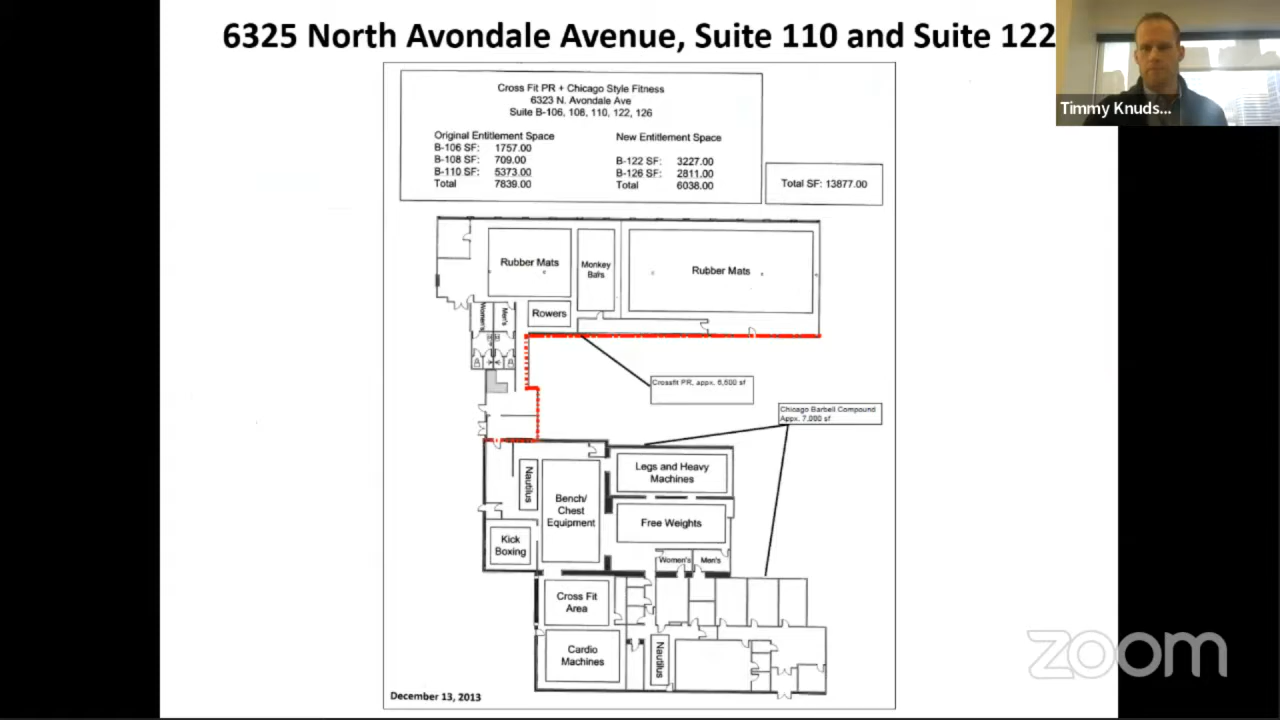 6325 North Avondale Avenue, Suite 110 and Suite 122
Timmy Knuds...
Cross Fit PR + Chicago Style Fitness
6323 N. Avondale Ave
Suite B-106, 108, 110, 122, 126
Original Entitlement Space
B-106 SF: 1757.00
B-108 SF: 709.00
B-110 SF: 5373.00
Total 7839.00
New Entitlement Space
B-122 SF: 3227.00
B-126 SF: 2811.00
Total 6038.00
Total SF: 13877.00
Rubber Mats
Monkey
Bars
Rubber Mats
Rowers
Women's
Men's
Crossfit PR, appx. 6,500 sf
Chicago Barbell Compound
Appx. 7,000 sf
Nautilus
Bench/
Chest
Equipment
Legs and Heavy
Machines
Free Weights
Kick
Boxing
Women's
Men's
Cross Fit
Area
Cardio
Machines
Nautilus
December 13, 2013
zoom